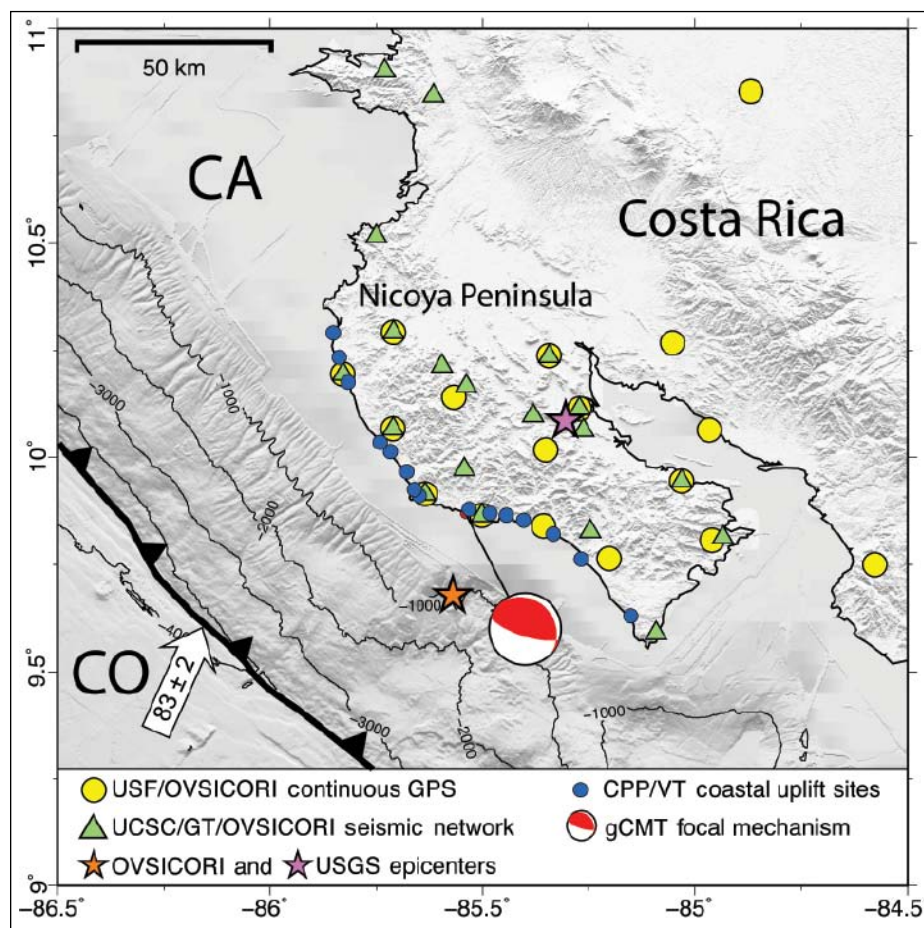 11°
50 km
CA
Costa Rica
10.5°
Nicoya Peninsula
-1000
-3000
-2000
10°
-1000
CO
83 ± 2
9.5°
-3000
-2000
-1000
USF/OVSICORI continuous GPS
CPP/VT coastal uplift sites
UCSC/GT/OVSICORI seismic network
gCMT focal mechanism
OVSICORI and
USGS epicenters
9°
-86.5°
-86°
-85.5°
-85°
-84.5°